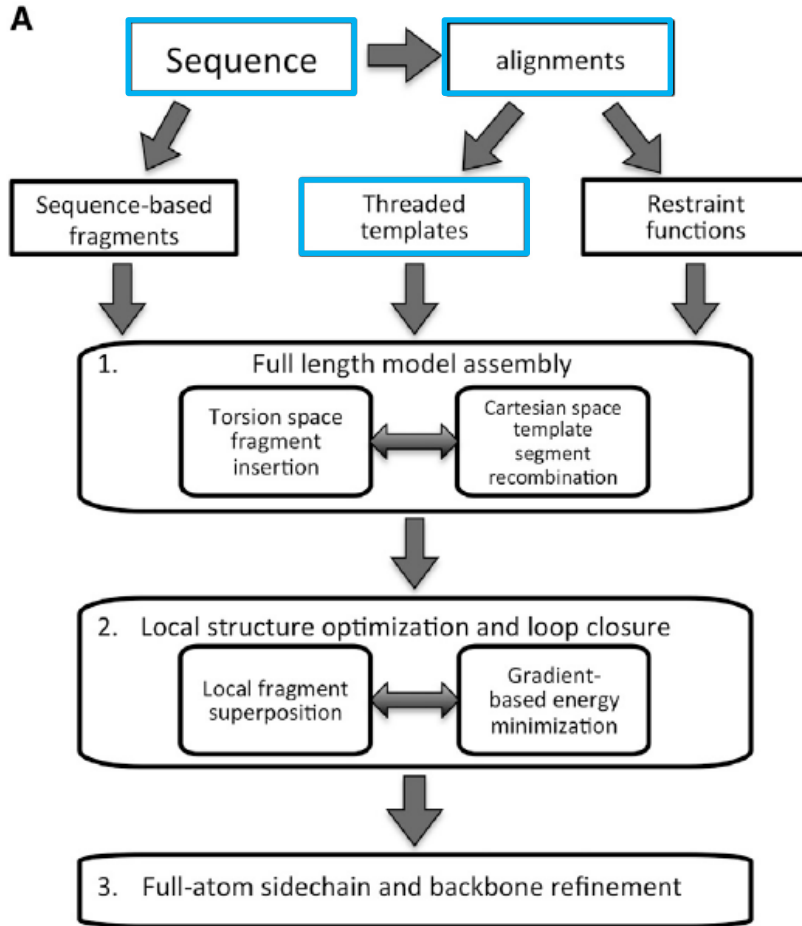 A
Sequence
alignments
Sequence-based
fragments
Threaded
templates
Restraint
functions
1. Full length model assembly
Torsion space
fragment
insertion
Cartesian space
template
segment
recombination
2. Local structure optimization and loop closure
Local fragment
superposition
Gradient-
based energy
minimization
3. Full-atom sidechain and backbone refinement